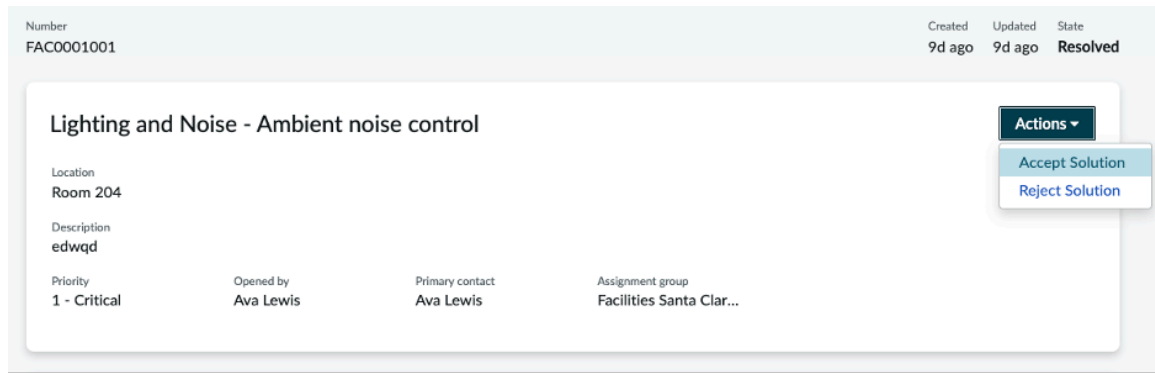 Number
FAC0001001
Created Updated State
9d ago 9d ago Resolved
Lighting and Noise - Ambient noise control
Actions
Accept Solution
Reject Solution
Location
Room 204
Description
edwqd
Priority Opened by Primary contact Assignment group
1 - Critical Ava Lewis Ava Lewis Facilities Santa Clar...